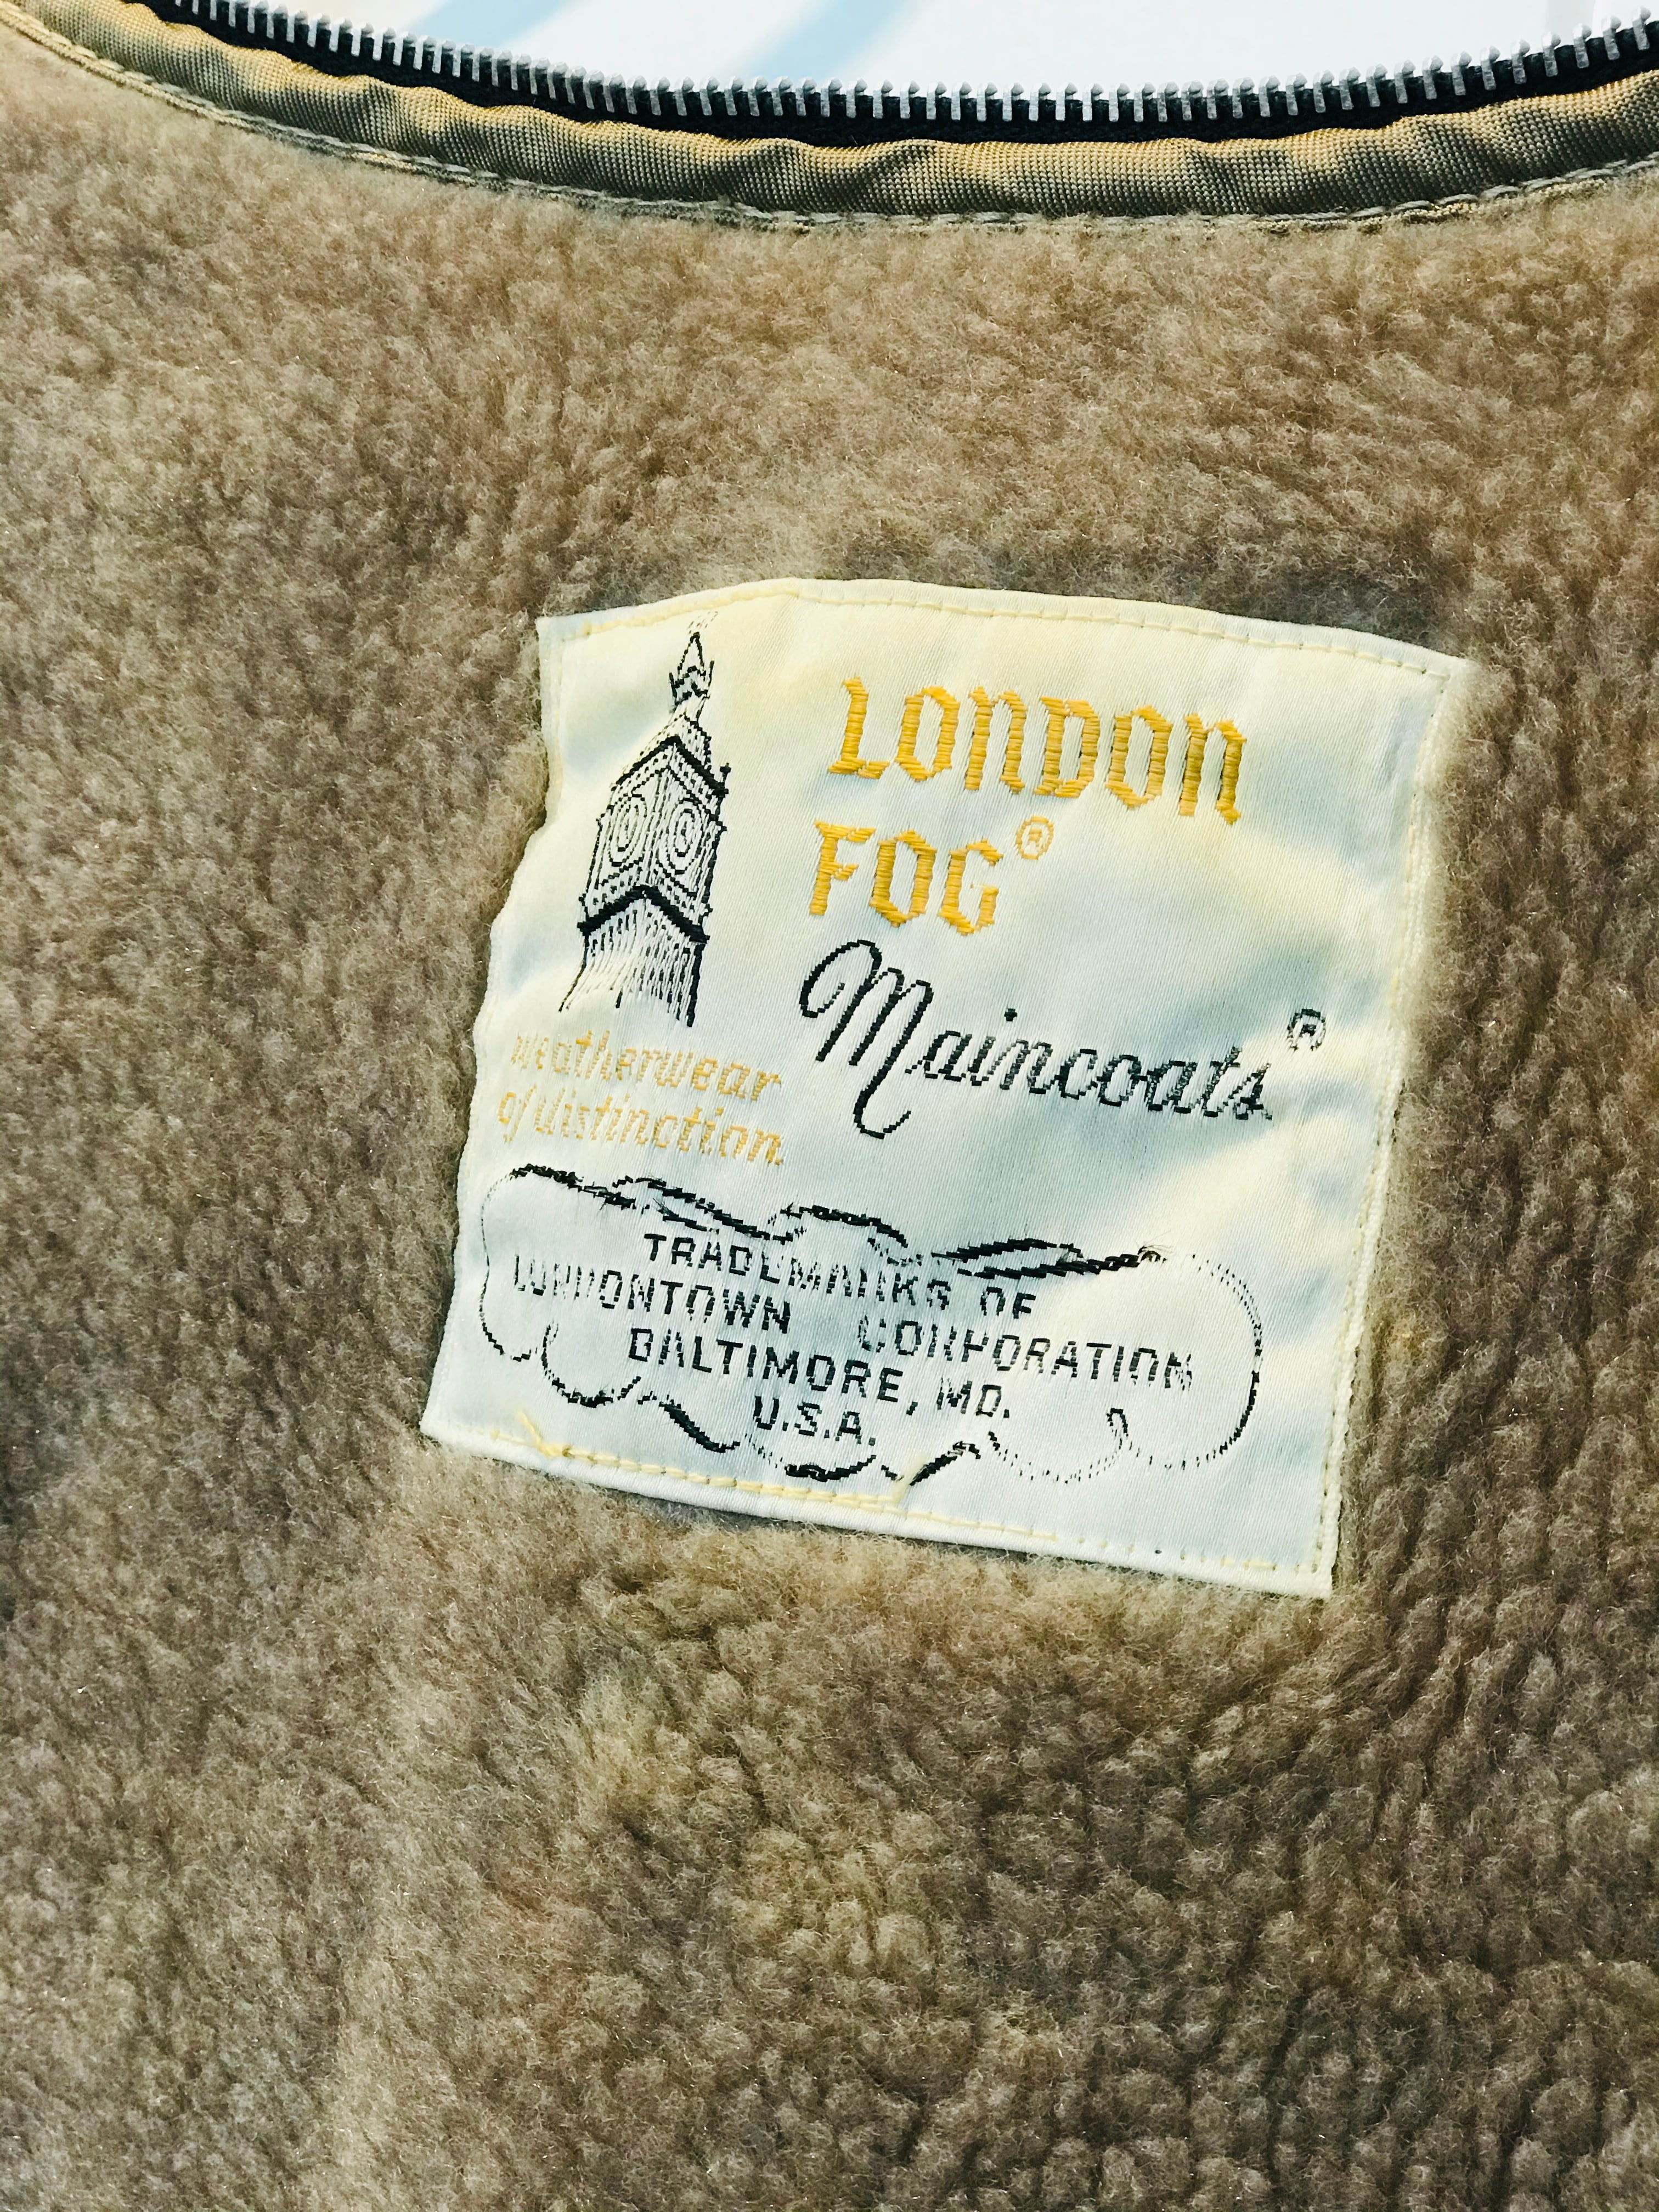 LONDON
FOG®
Maincoats®
weatherwear
of distinction
TRADEMARKS OF
LONDONTOWN CORPORATION
BALTIMORE, MD.
U.S.A.